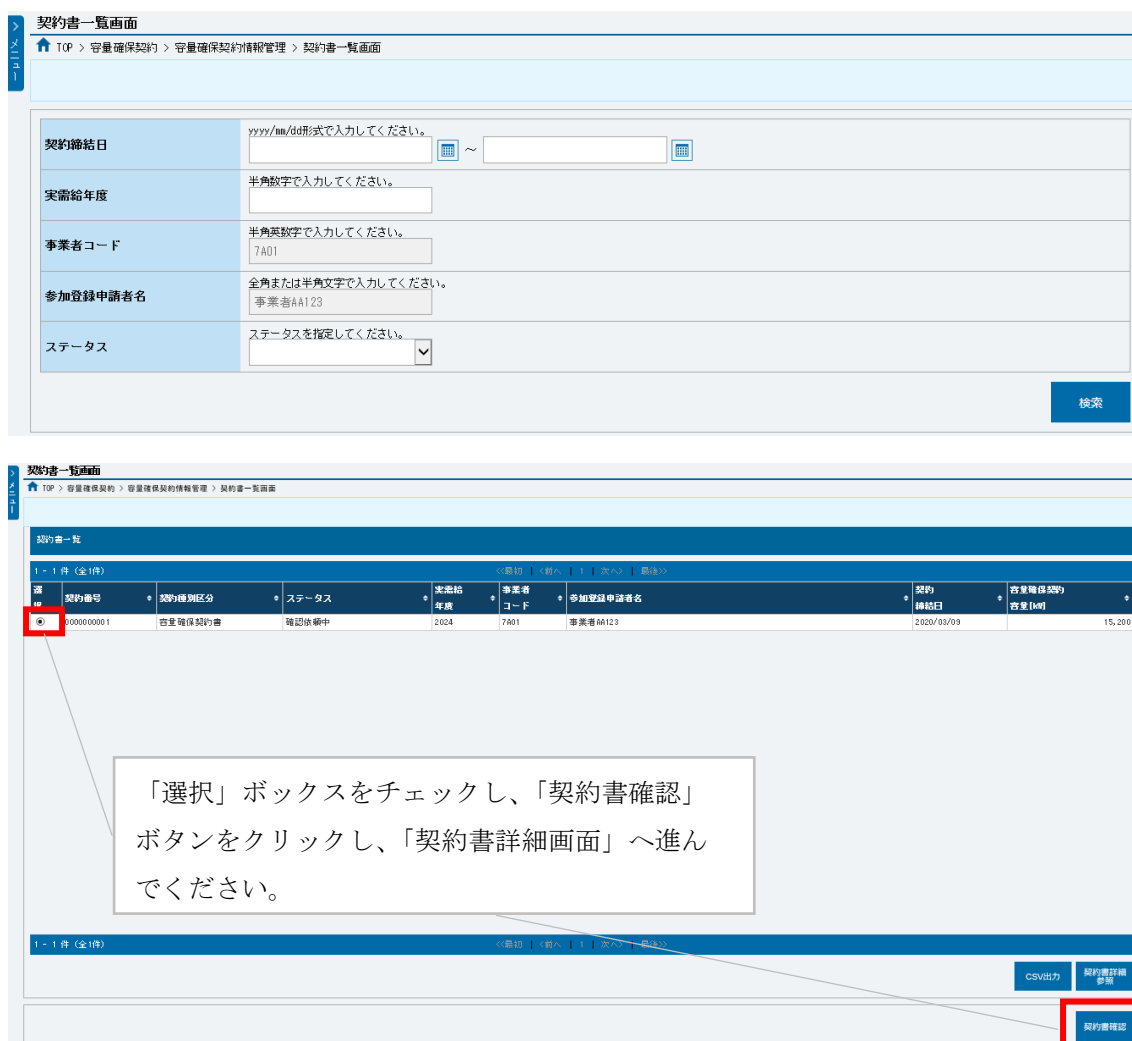 契約書一覧画面
> メニュー
TOP > 容量確保契約 > 容量確保契約情報管理 > 契約書一覧画面
契約締結日
yyyy/mm/dd形式で入力してください。
～
実需給年度
半角数字で入力してください。
事業者コード
半角英数字で入力してください。
7A01
参加登録申請者名
全角または半角文字で入力してください。
事業者AA123
ステータス
ステータスを指定してください。
検索
契約書一覧画面
> メニュー
TOP > 容量確保契約 > 容量確保契約情報管理 > 契約書一覧画面
契約書一覧
1 - 1 件 (全1件) <<最初 | <前へ | 1 | 次へ> | 最後>>
選択 契約番号 契約種別区分 ステータス 実需給年度 事業者コード 参加登録申請者名 契約締結日 容量確保契約容量[kW]
0000000001 容量確保契約書 確認依頼中 2024 7A01 事業者AA123 2020/03/09 15,200
「選択」ボックスをチェックし、「契約書確認」
ボタンをクリックし、「契約書詳細画面」へ進ん
でください。
1 - 1 件 (全1件) <<最初 | <前へ | 1 | 次へ> | 最後>>
CSV出力 契約書詳細参照
契約書確認